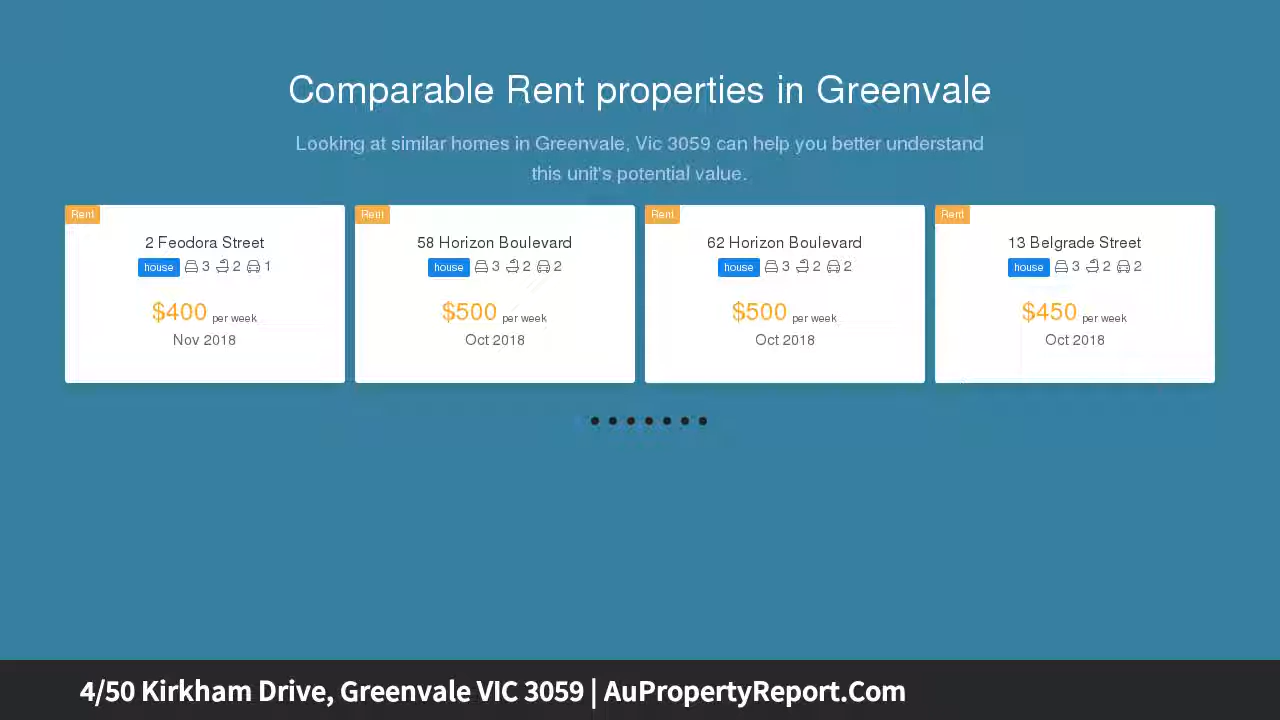 Comparable Rent properties in Greenvale
Looking at similar homes in Greenvale, Vic 3059 can help you better understand
this unit's potential value.
Rent
2 Feodora Street
house 3 2 1
$400 per week
Nov 2018
Rent
58 Horizon Boulevard
house 3 2 2
$500 per week
Oct 2018
Rent
62 Horizon Boulevard
house 3 2 2
$500 per week
Oct 2018
Rent
13 Belgrade Street
house 3 2 2
$450 per week
Oct 2018
4/50 Kirkham Drive, Greenvale VIC 3059 | AuPropertyReport.Com